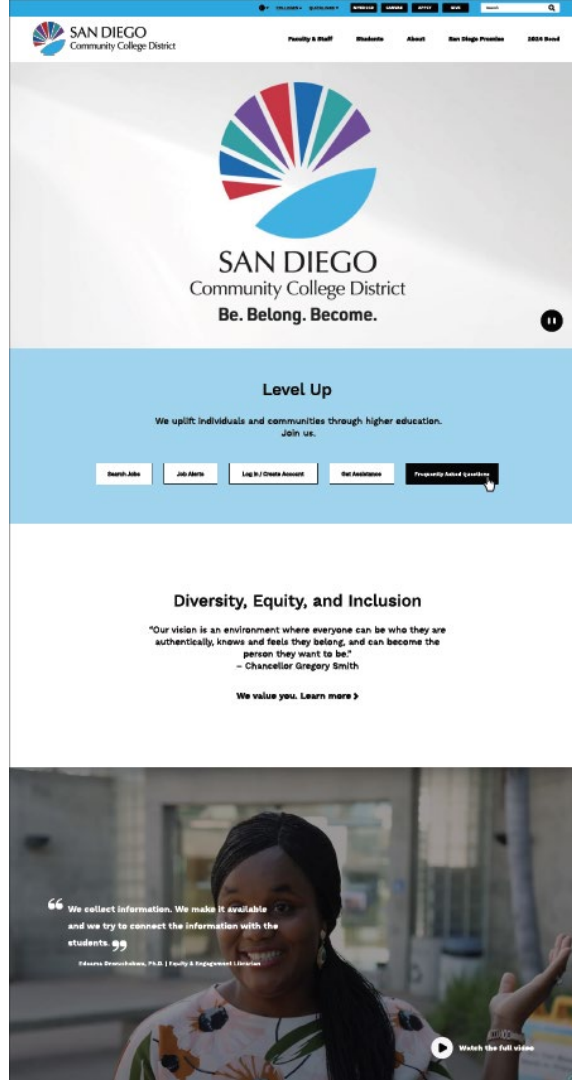 COLLEGES
QUICKLINKS
CANVAS
APPLY
GIVE
Search
SAN DIEGO
Community College District
Faculty & Staff
Students
About
San Diego Promise
2024 Bond
SAN DIEGO
Community College District
Be. Belong. Become.
Level Up
We uplift individuals and communities through higher education.
Join us.
Search Jobs
Job Alerts
Log in / Create Account
Get Assistance
Frequently Asked Questions
Diversity, Equity, and Inclusion
"Our vision is an environment where everyone can be who they are
authentically, knows and feels they belong, and can become the
person they want to be."
– Chancellor Gregory Smith
We value you. Learn more >
“ We collect information. We make it available
and we try to connect the information with the
students. ”
Ph.D. | Equity & Engagement Librarian
Watch the full video